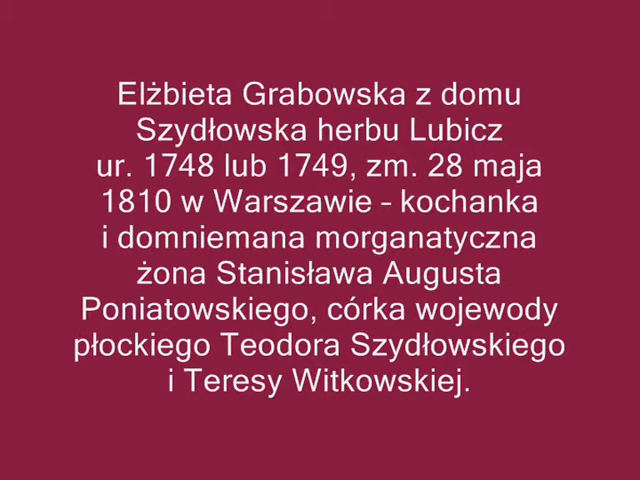 Elżbieta Grabowska z domu
Szydłowska herbu Lubicz
ur. 1748 lub 1749, zm. 28 maja
1810 w Warszawie – kochanka
i domniemana morganatyczna
żona Stanisława Augusta
Poniatowskiego, córka wojewody
płockiego Teodora Szydłowskiego
i Teresy Witkowskiej.